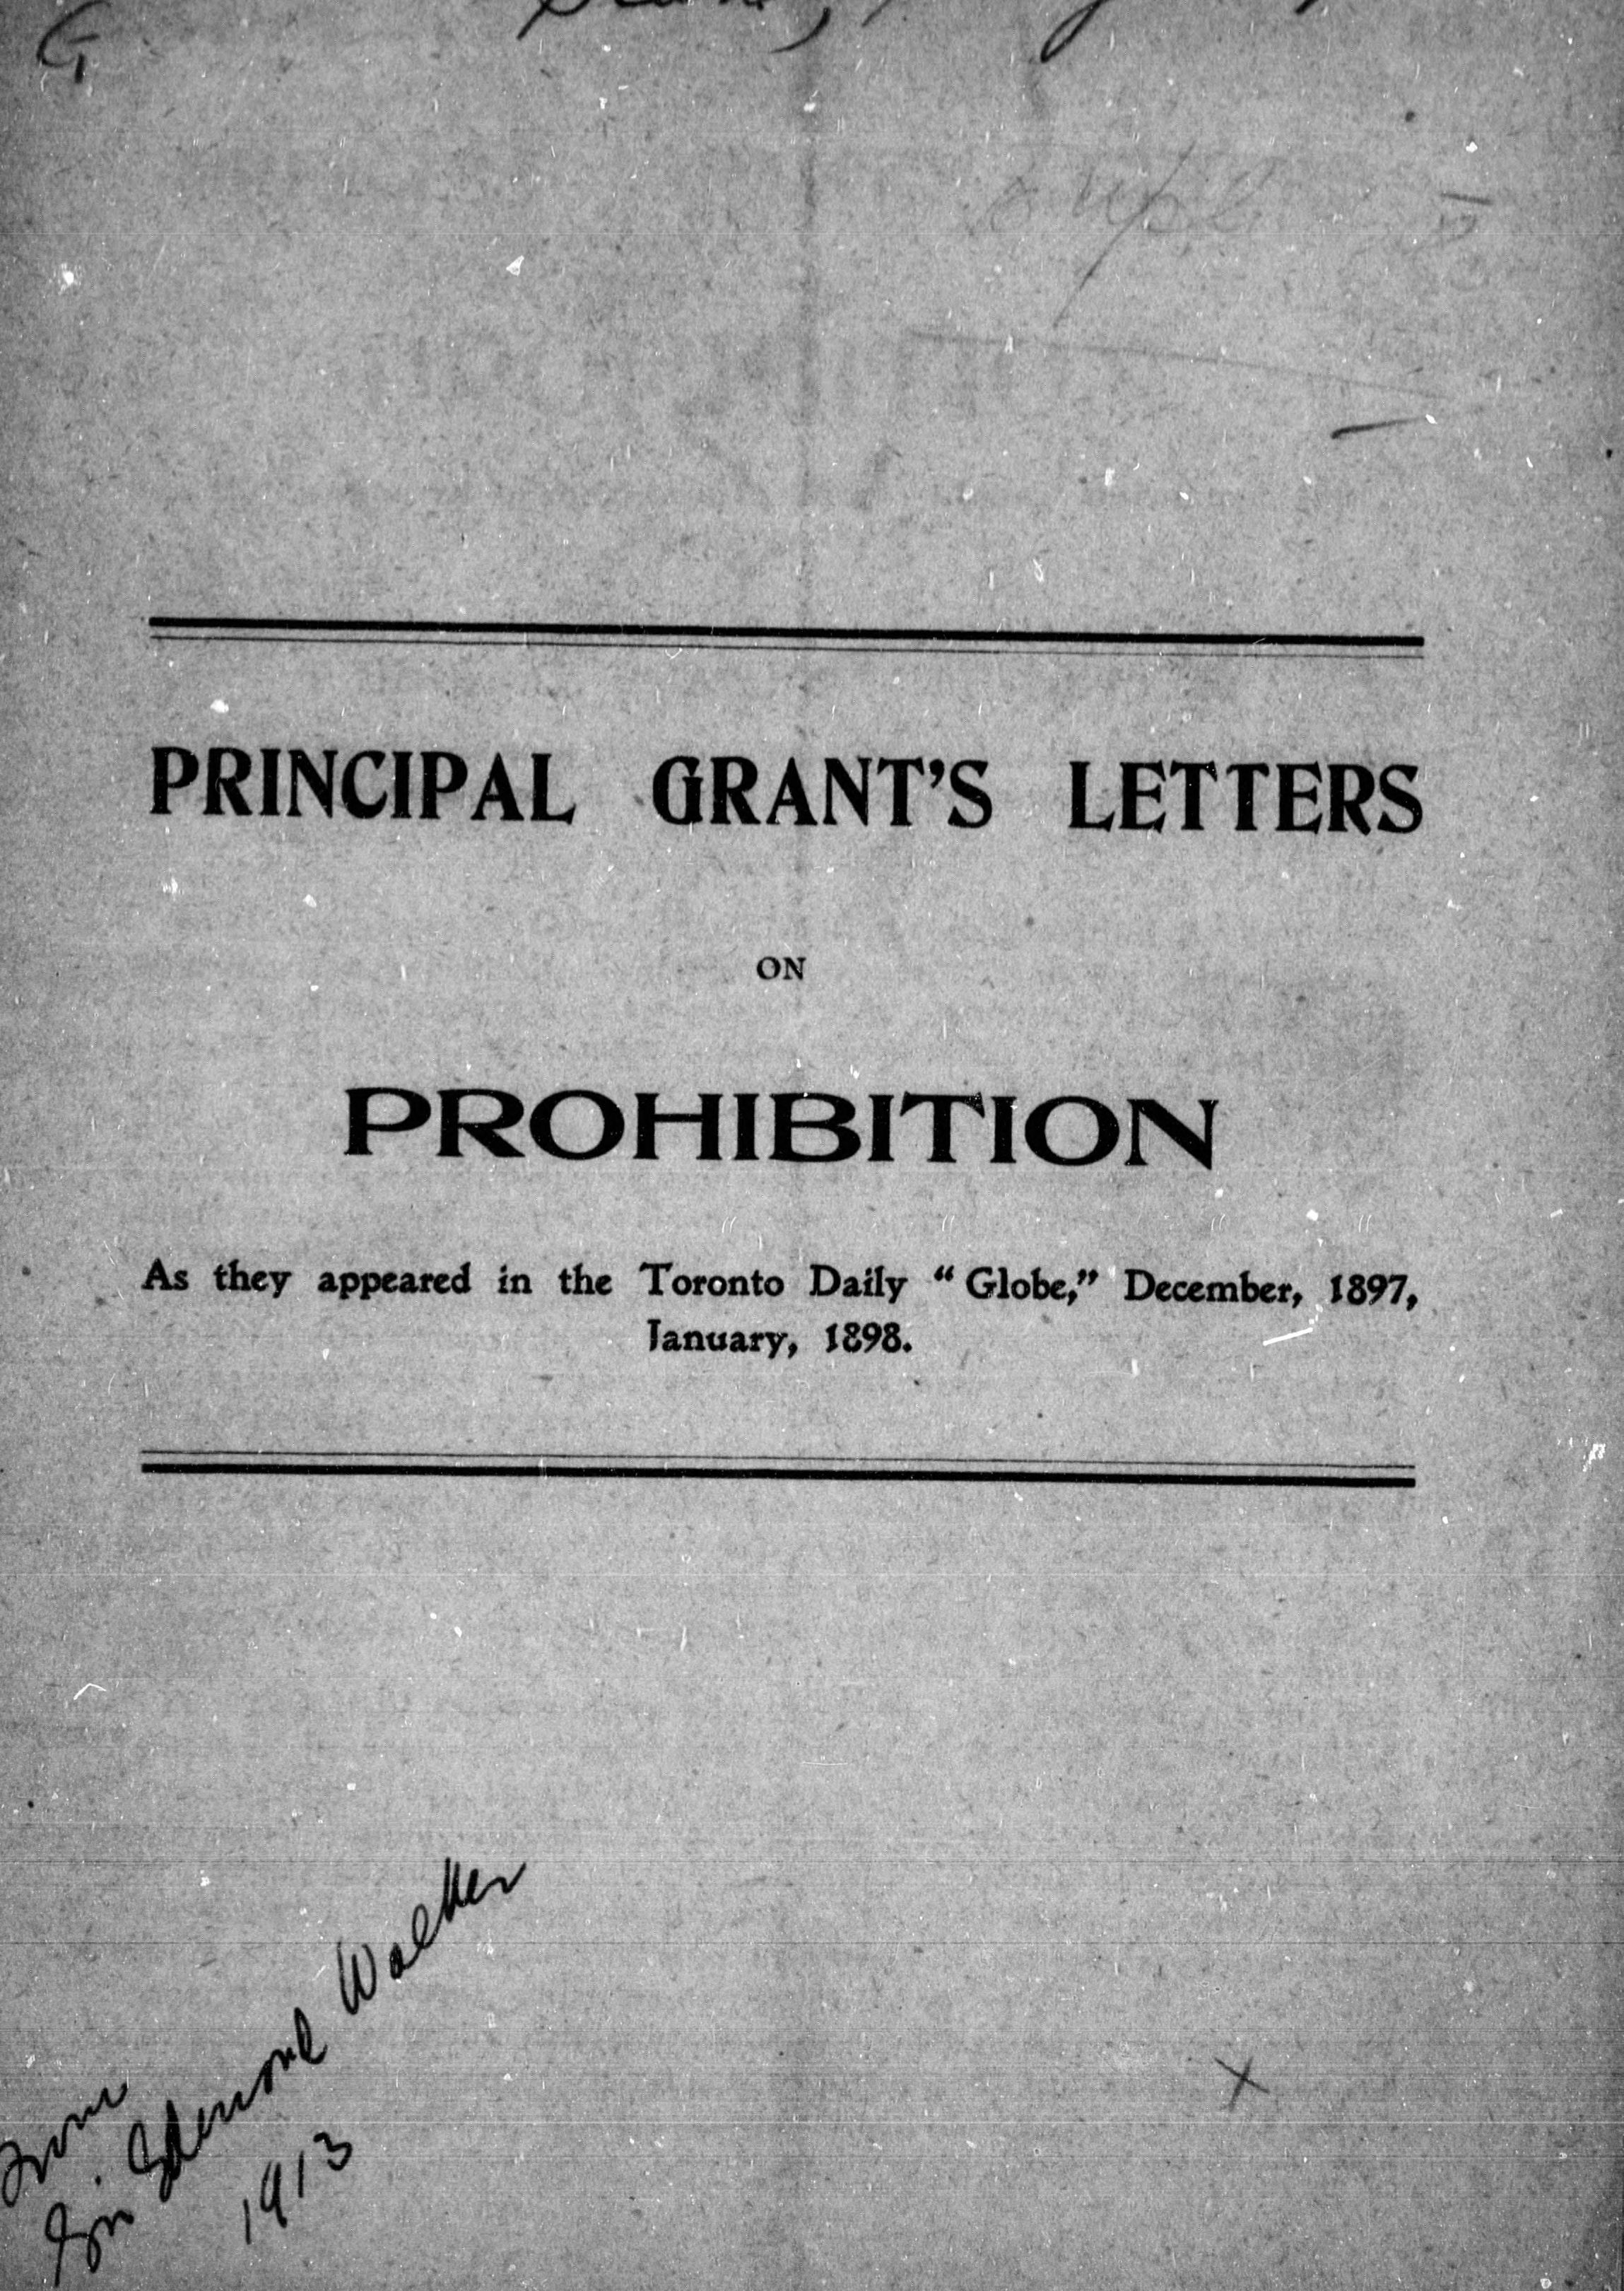 PRINCIPAL GRANT'S LETTERS
ON
PROHIBITION
As they appeared in the Toronto Daily “Globe,” December, 1897,
January, 1898.
From
Sir Edmond Walker
1913